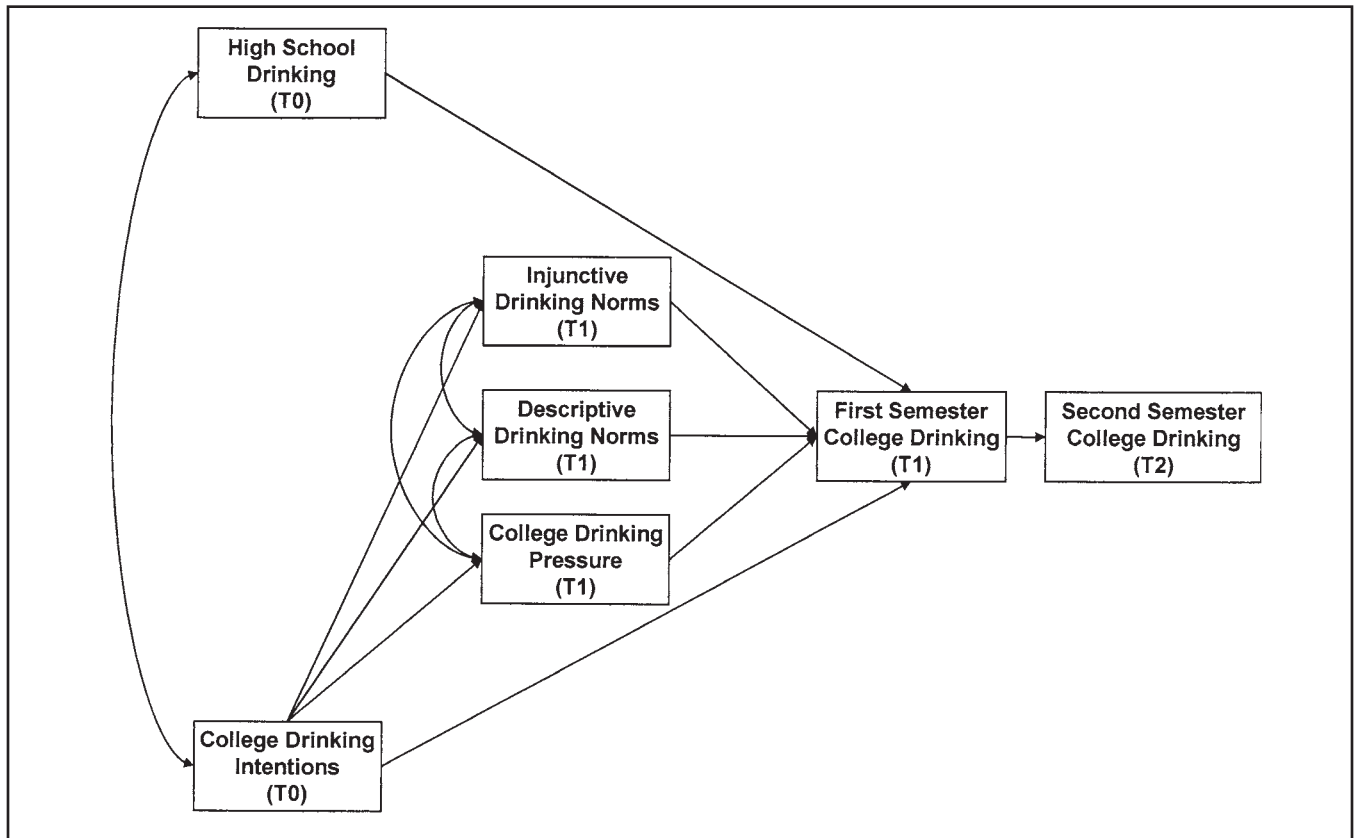 High School
Drinking
(T0)
Injunctive
Drinking Norms
(T1)
Descriptive
Drinking Norms
(T1)
College Drinking
Pressure
(T1)
First Semester
College Drinking
(T1)
Second Semester
College Drinking
(T2)
College Drinking
Intentions
(T0)